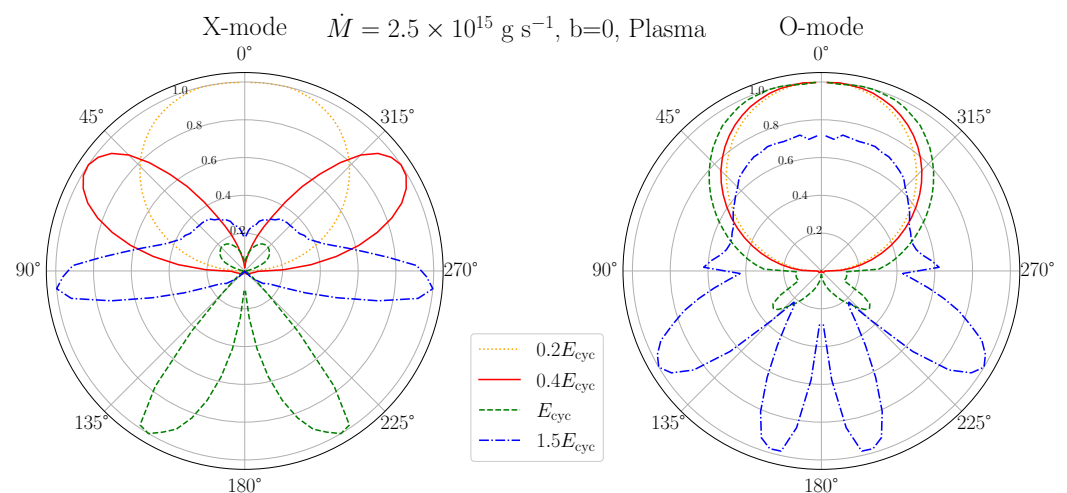 X-mode Ṁ = 2.5 × 10¹⁵ g s⁻¹, b=0, Plasma O-mode
0° 0°
45° 1.0 315° 45° 1.0 315°
0.8 0.8
0.6 0.6
0.4 0.4
0.2 0.2
90° 270° 90° 270°
0.2E_cyc
0.4E_cyc
E_cyc
1.5E_cyc
135° 225° 135° 225°
180° 180°